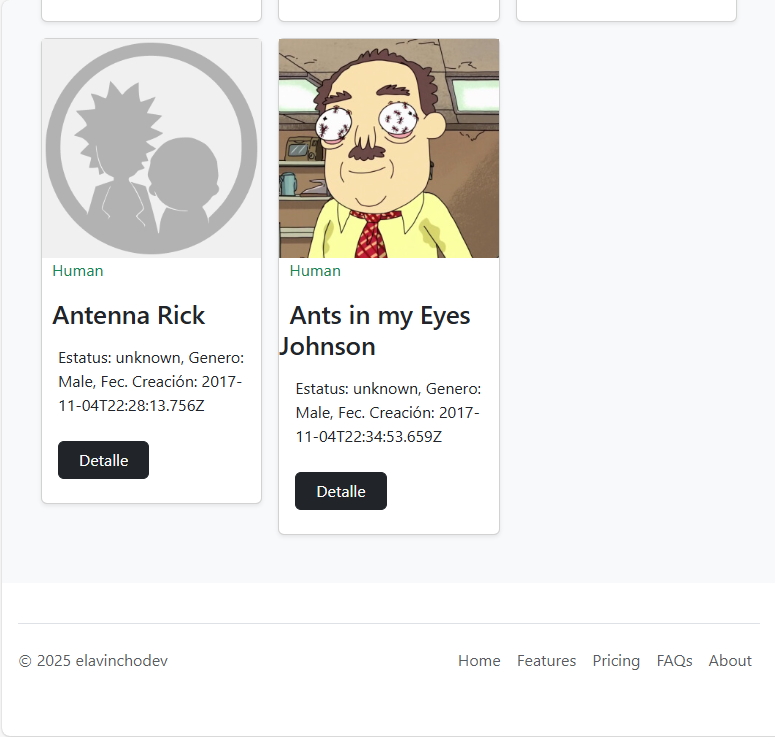 Human
Antenna Rick
Estatus: unknown, Genero:
Male, Fec. Creación: 2017-
11-04T22:28:13.756Z
Detalle
Human
Ants in my Eyes
Johnson
Estatus: unknown, Genero:
Male, Fec. Creación: 2017-
11-04T22:34:53.659Z
Detalle
© 2025 elavinchodev
Home Features Pricing FAQs About